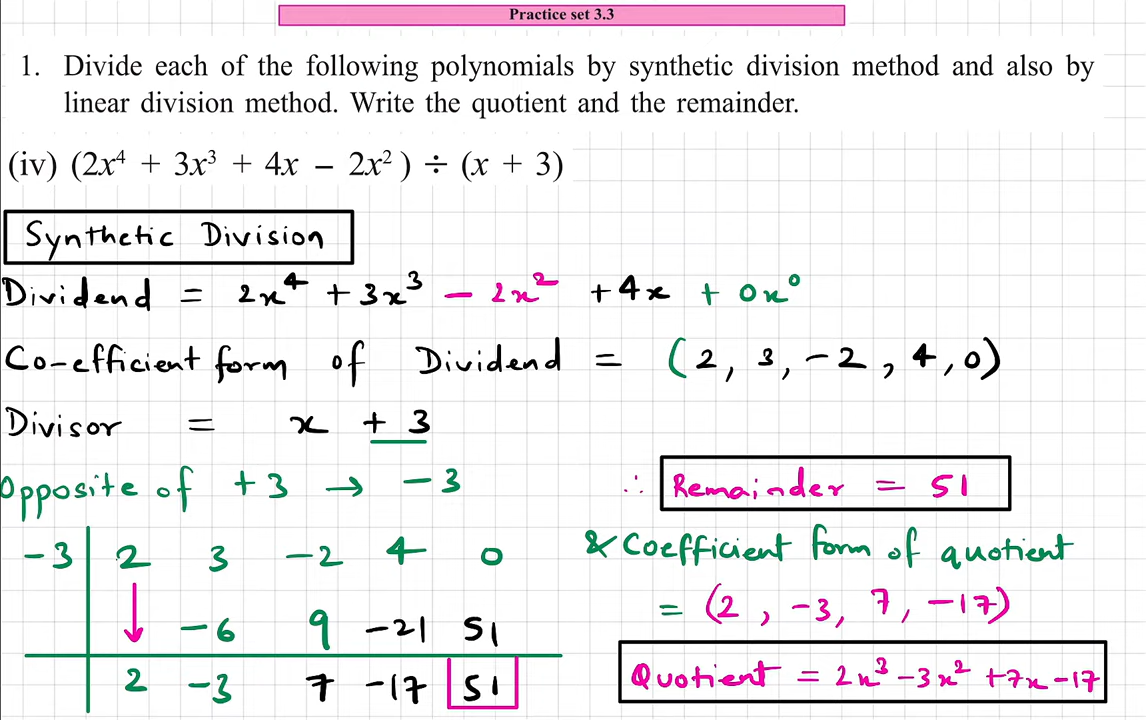 Practice set 3.3
1. Divide each of the following polynomials by synthetic division method and also by
linear division method. Write the quotient and the remainder.
(iv) (2x⁴ + 3x³ + 4x − 2x²) ÷ (x + 3)
Synthetic Division
Dividend = 2x⁴ + 3x³ − 2x² + 4x + 0x⁰
Co-efficient form of Dividend = (2, 3, −2, 4, 0)
Divisor = x + 3
Opposite of +3 → −3
−3 | 2 3 −2 4 0
↓ −6 9 −21 51
2 −3 7 −17 51
∴ Remainder = 51
& Coefficient form of quotient
= (2, −3, 7, −17)
Quotient = 2x³ − 3x² + 7x − 17